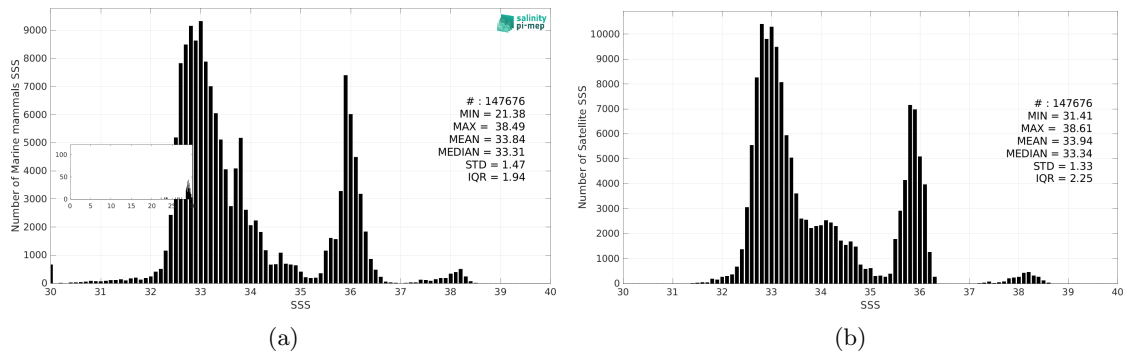 salinity
pi-mep
Number of Marine mammals SSS
9000
8000
7000
6000
5000
4000
3000
2000
1000
0
# : 147676
MIN = 21.38
MAX = 38.49
MEAN = 33.84
MEDIAN = 33.31
STD = 1.47
IQR = 1.94
100
50
0
0 5 10 15 20 25
30 31 32 33 34 35 36 37 38 39 40
SSS
(a)
Number of Satellite SSS
10000
9000
8000
7000
6000
5000
4000
3000
2000
1000
0
# : 147676
MIN = 31.41
MAX = 38.61
MEAN = 33.94
MEDIAN = 33.34
STD = 1.33
IQR = 2.25
30 31 32 33 34 35 36 37 38 39 40
SSS
(b)